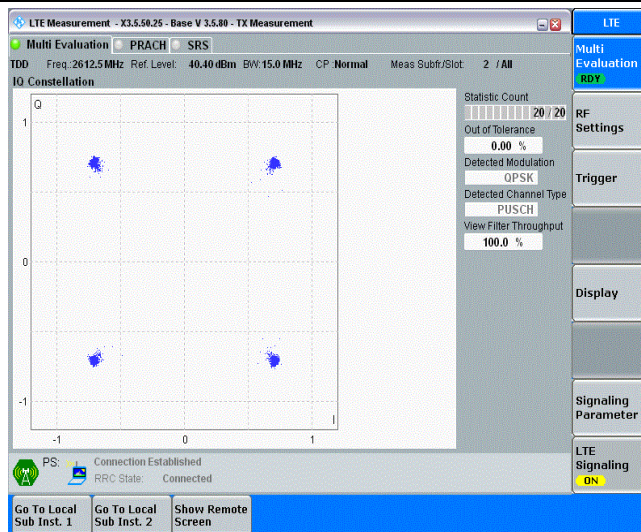 LTE Measurement - X3.5.50.25 - Base V 3.5.80 - TX Measurement
LTE
Multi Evaluation PRACH SRS
Multi
Evaluation
RDY
TDD Freq.:2612.5 MHz Ref. Level: 40.40 dBm BW:15.0 MHz CP :Normal Meas Subfr./Slot: 2 / All
IQ Constellation
Q
1
0
-1
-1 0 1
I
Statistic Count
20 / 20
Out of Tolerance
0.00 %
Detected Modulation
QPSK
Detected Channel Type
PUSCH
View Filter Throughput
100.0 %
RF
Settings
Trigger
Display
Signaling
Parameter
LTE
Signaling
ON
PS: Connection Established
RRC State: Connected
Go To Local
Sub Inst. 1
Go To Local
Sub Inst. 2
Show Remote
Screen